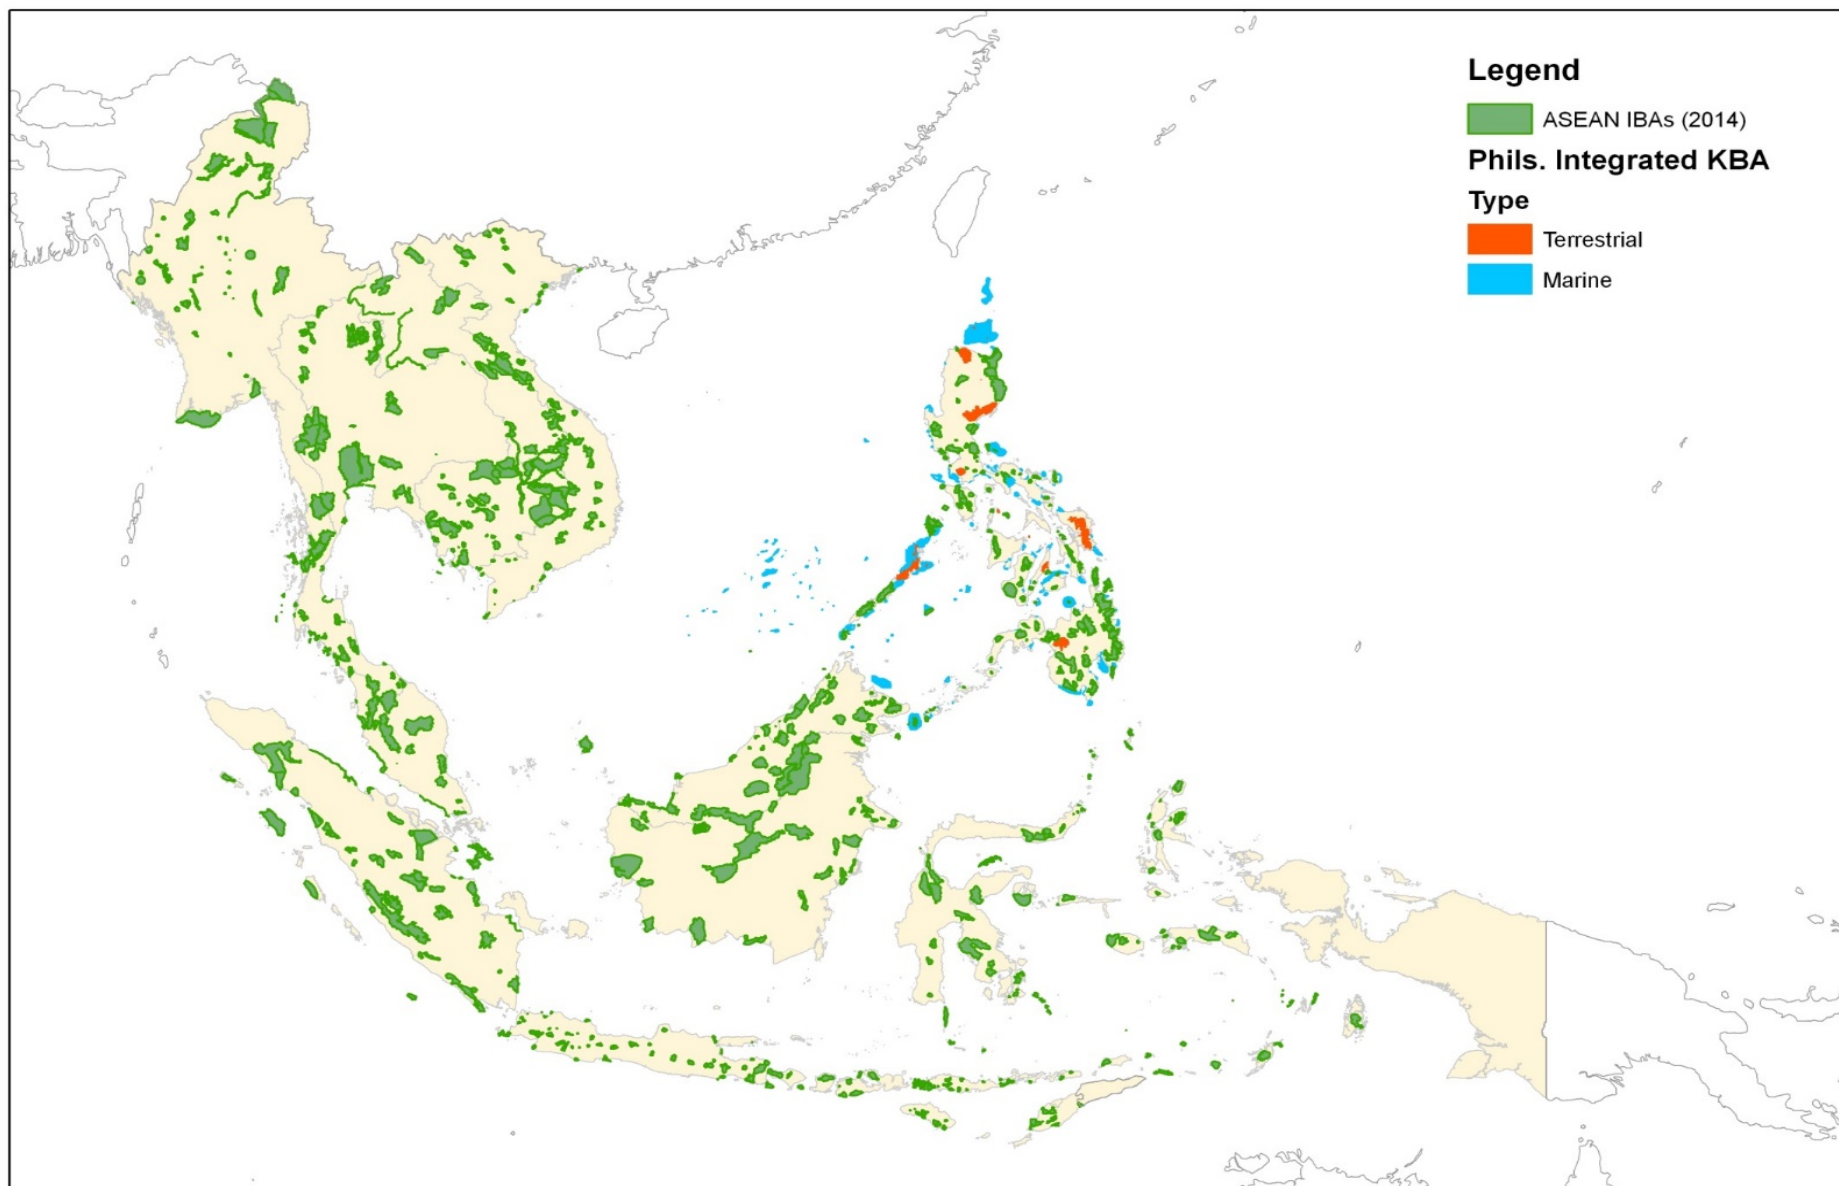 Legend
ASEAN IBAs (2014)
Phils. Integrated KBA
Type
Terrestrial
Marine